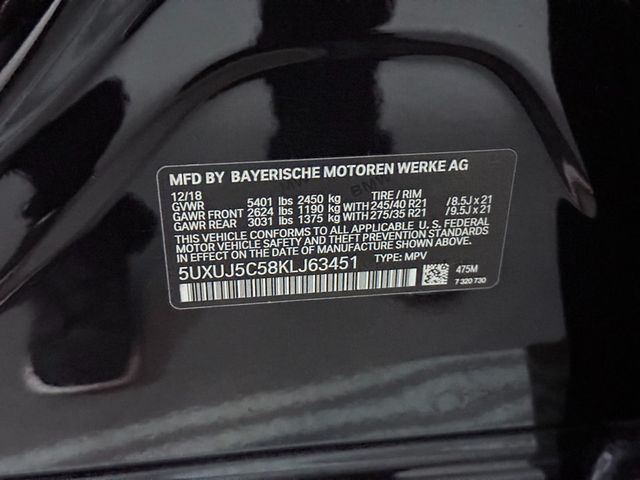 MFD BY BAYERISCHE MOTOREN WERKE AG
12/18
GVWR 5401 lbs 2450 kg TIRE / RIM
GAWR FRONT 2624 lbs 1190 kg WITH 245/40 R21 /8.5J x 21
GAWR REAR 3031 lbs 1375 kg WITH 275/35 R21 /9.5J x 21
THIS VEHICLE CONFORMS TO ALL APPLICABLE U.S. FEDERAL
MOTOR VEHICLE SAFETY, BUMPER, AND THEFT PREVENTION
STANDARDS IN EFFECT ON THE DATE OF MANUFACTURE SHOWN ABOVE.
5UXUJ5C58KLJ63451 TYPE: MPV
475M
7 320 730